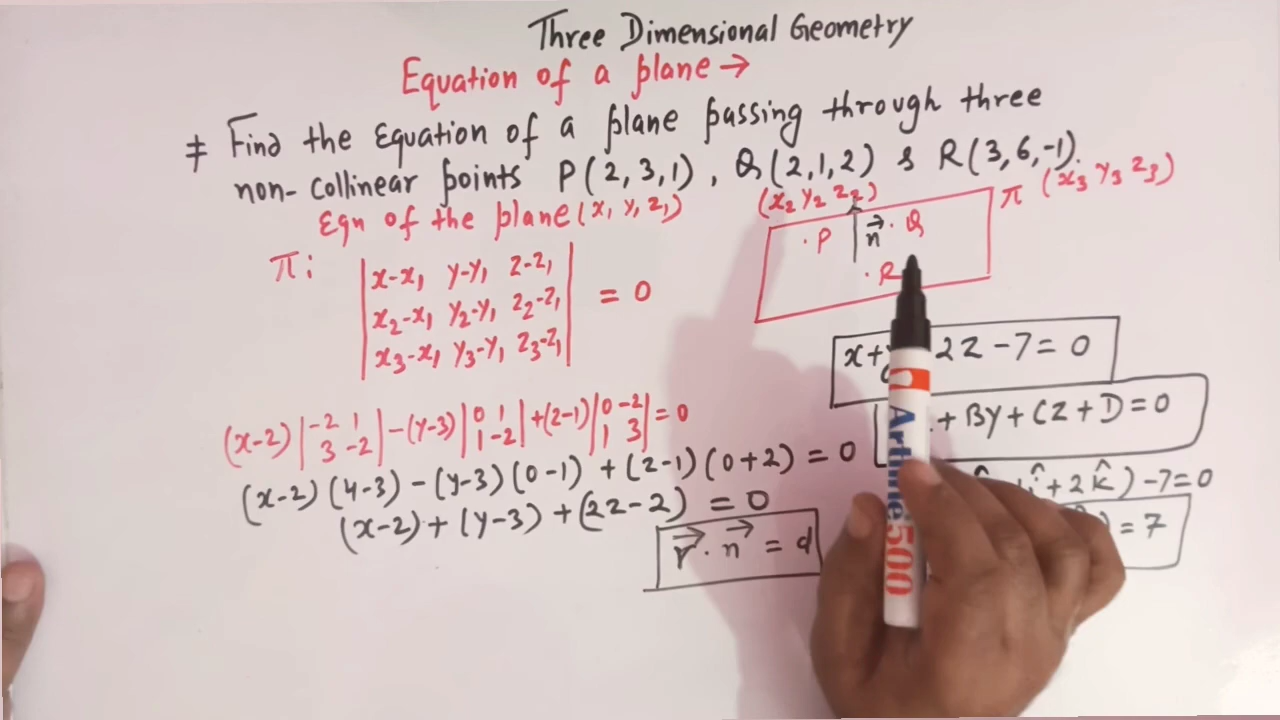 Three Dimensional Geometry
Equation of a plane →
# Find the Equation of a plane passing through three
non-collinear points P(2,3,1), Q(2,1,2) & R(3,6,-1).
Eqn of the plane (x₁ y₁ z₁) (x₂ y₂ z₂) π (x₃ y₃ z₃)
.P n⃗ .Q
.R
π: | x-x₁ y-y₁ z-z₁ |
| x₂-x₁ y₂-y₁ z₂-z₁ | = 0
| x₃-x₁ y₃-y₁ z₃-z₁ |
x+ 2z-7=0
+By+Cz+D=0
(x-2) |-2 1; 3 -2| -(y-3) |0 1; 1 -2| +(z-1) |0 -2; 1 3| =0
(x-2)(4-3) -(y-3)(0-1) +(z-1)(0+2) = 0
+2k̂)-7=0
(x-2)+(y-3)+(2z-2) = 0
) = 7
r⃗ . n⃗ = d
Artline 500